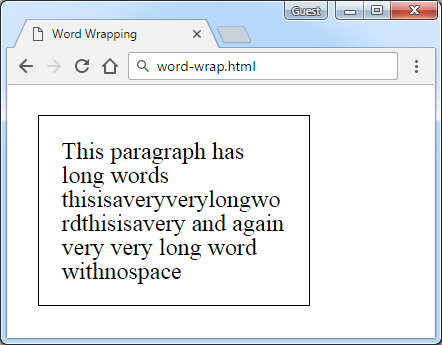 Guest
Word Wrapping
word-wrap.html
This paragraph has
long words
thisisaveryverylongwo
rdthisisavery and again
very very long word
withnospace